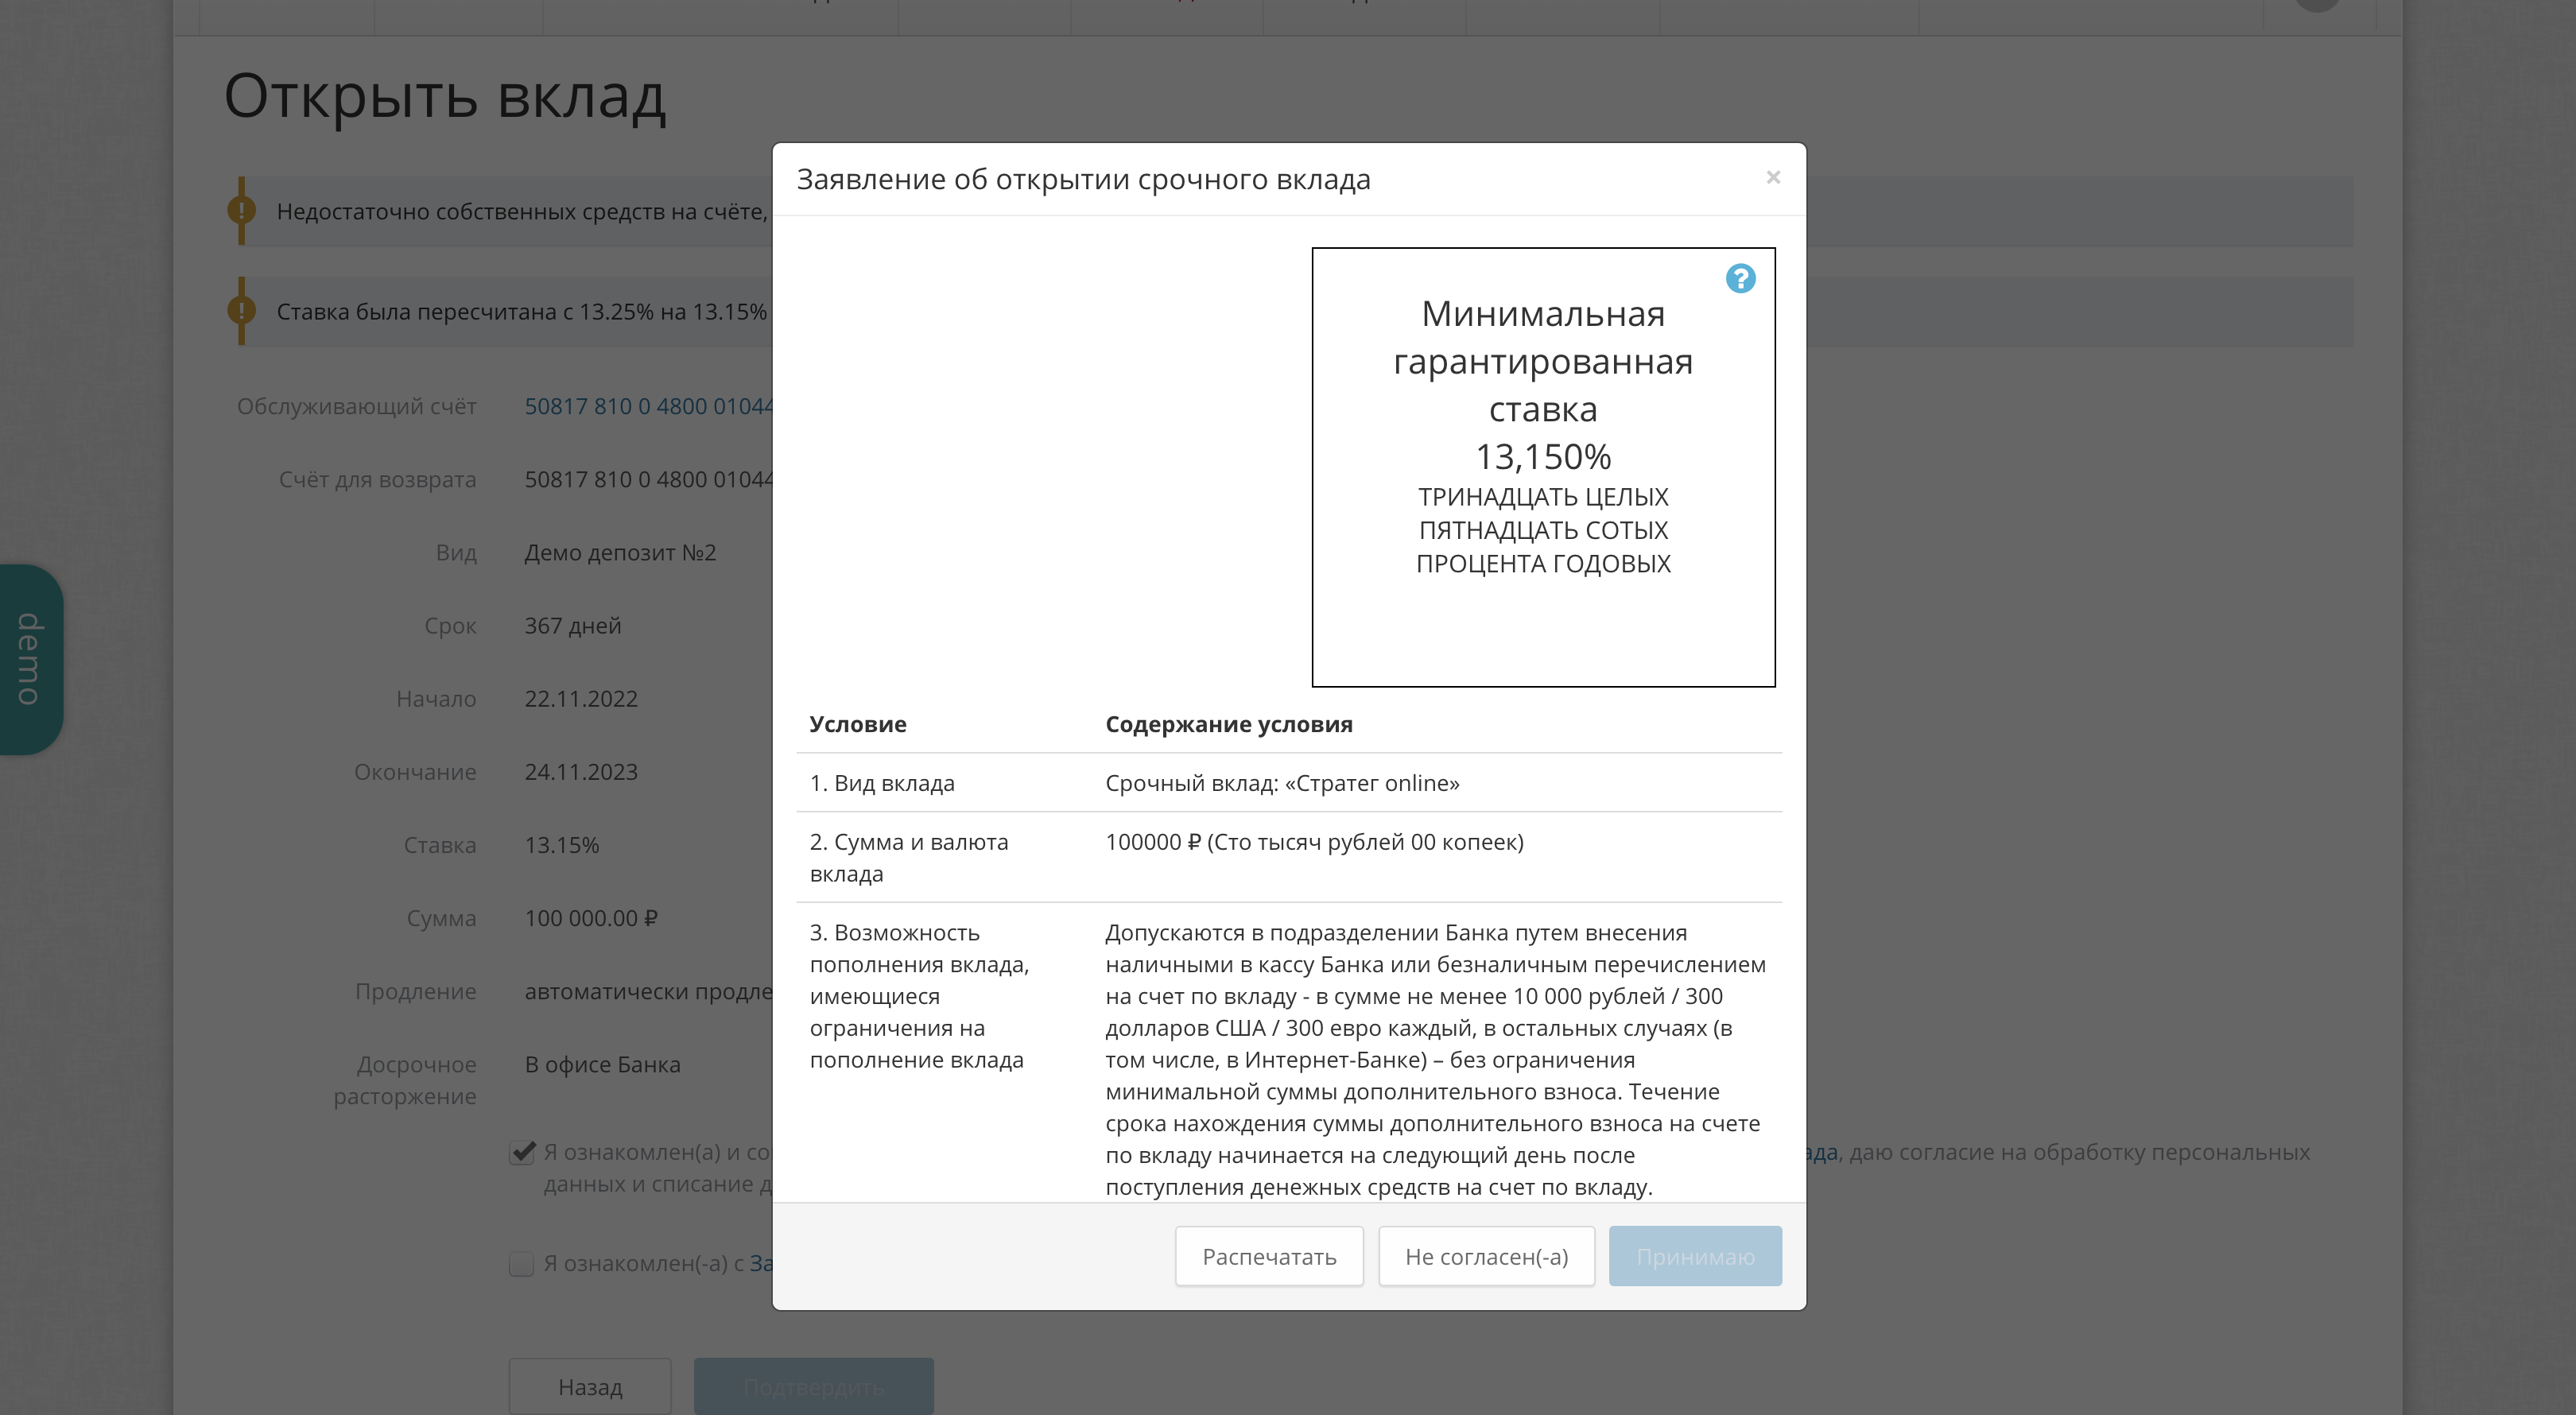 Открыть вклад
Недостаточно собственных средств на счёте,
Ставка была пересчитана с 13.25% на 13.15%
Обслуживающий счёт 50817 810 0 4800 01044
Счёт для возврата 50817 810 0 4800 01044
Вид Демо депозит №2
Срок 367 дней
Начало 22.11.2022
Окончание 24.11.2023
Ставка 13.15%
Сумма 100 000.00 ₽
Продление автоматически продле
Досрочное В офисе Банка
расторжение
Я ознакомлен(а) и со
ада, даю согласие на обработку персональных
данных и списание д
Я ознакомлен(-а) с За
Назад Подтвердить
demo
Заявление об открытии срочного вклада ×
?
Минимальная
гарантированная
ставка
13,150%
ТРИНАДЦАТЬ ЦЕЛЫХ
ПЯТНАДЦАТЬ СОТЫХ
ПРОЦЕНТА ГОДОВЫХ
Условие Содержание условия
1. Вид вклада Срочный вклад: «Стратег online»
2. Сумма и валюта 100000 ₽ (Сто тысяч рублей 00 копеек)
вклада
3. Возможность Допускаются в подразделении Банка путем внесения
пополнения вклада, наличными в кассу Банка или безналичным перечислением
имеющиеся на счет по вкладу - в сумме не менее 10 000 рублей / 300
ограничения на долларов США / 300 евро каждый, в остальных случаях (в
пополнение вклада том числе, в Интернет-Банке) – без ограничения
минимальной суммы дополнительного взноса. Течение
срока нахождения суммы дополнительного взноса на счете
по вкладу начинается на следующий день после
поступления денежных средств на счет по вкладу.
Распечатать Не согласен(-а) Принимаю